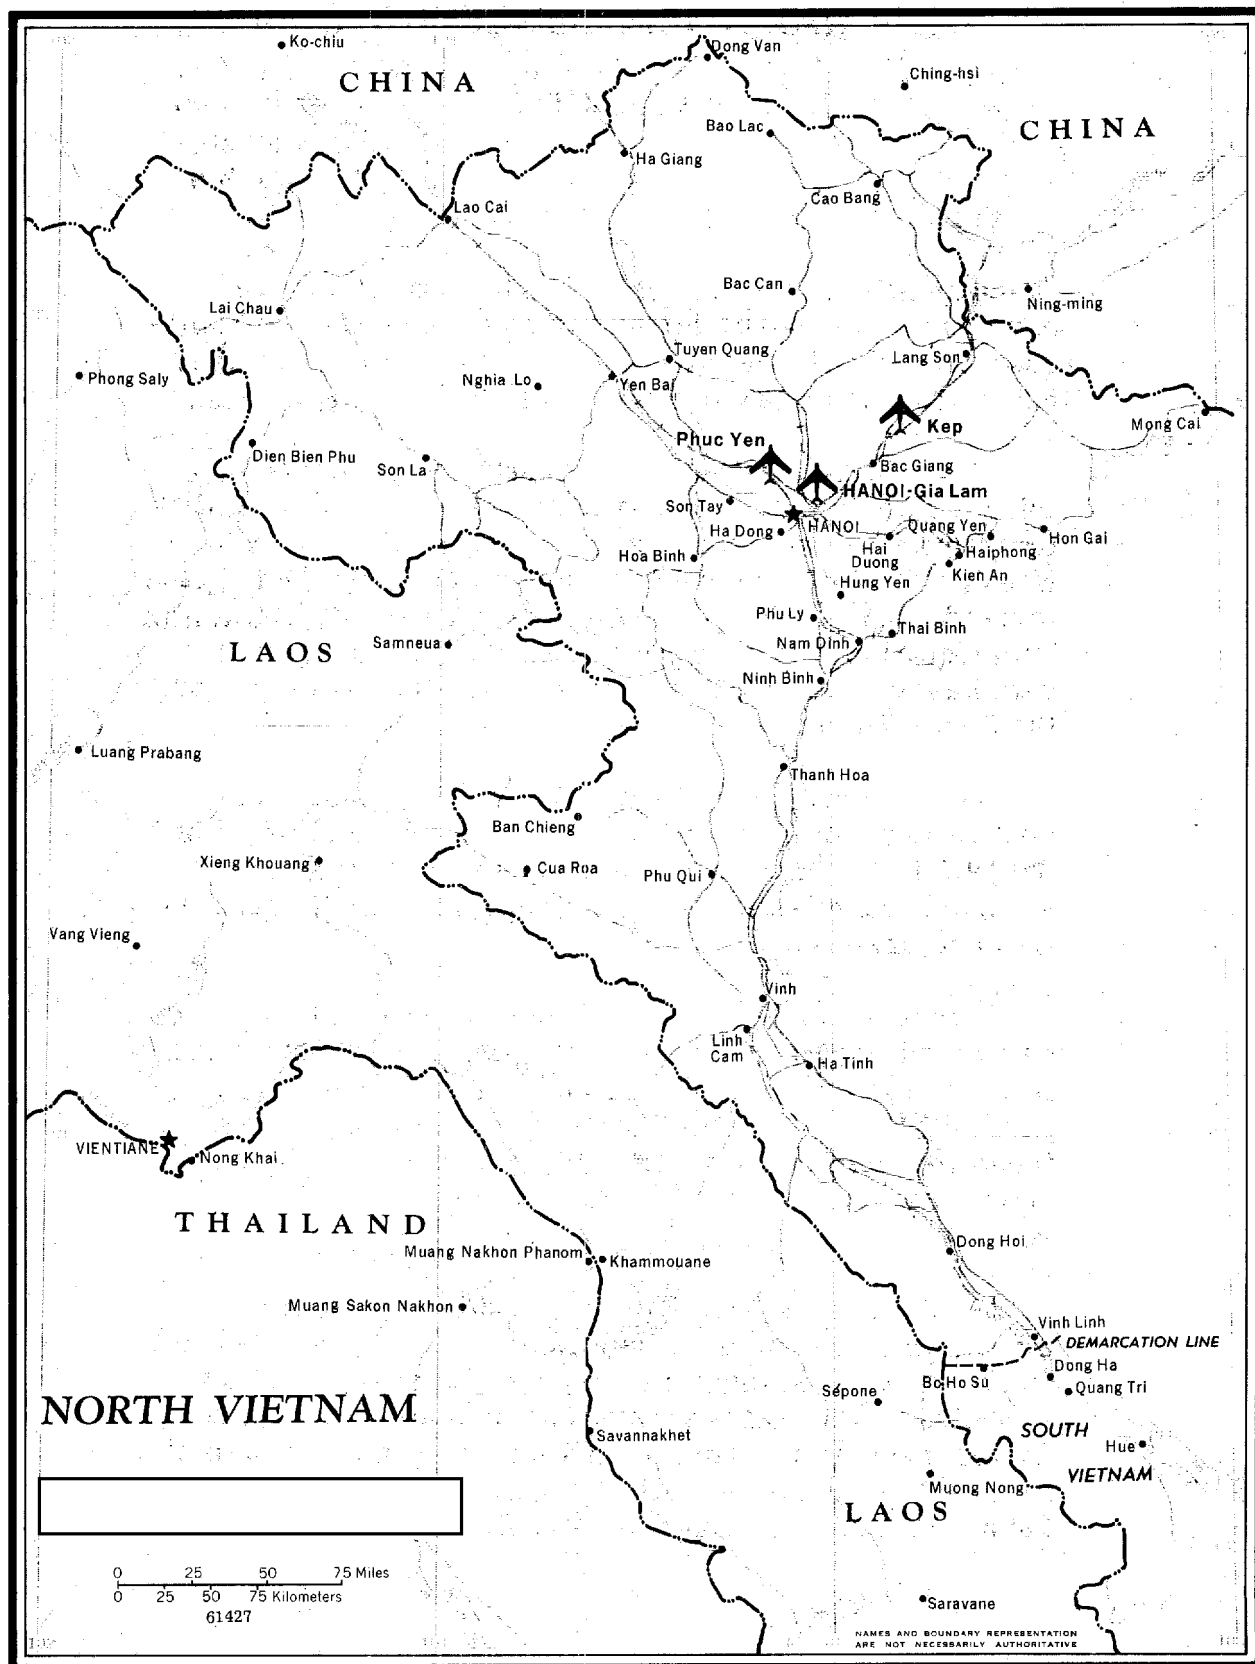 Ko-chiu
Dong Van
CHINA
Ching-hsi
Bao Lac
CHINA
Ha Giang
Cao Bang
Lao Cai
Bac Can
Lai Chau
Ning-ming
Tuyen Quang
Lang Son
Phong Saly
Nghia Lo
Yen Bai
Mong Cai
Kep
Phuc Yen
Dien Bien Phu
Son La
Bac Giang
HANOI-Gia Lam
Son Tay
HANOI
Quang Yen
Ha Dong
Hon Gai
Hoa Binh
Hai
Duong
Haiphong
Kien An
Hung Yen
Phu Ly
Thai Binh
LAOS
Samneua
Nam Dinh
Ninh Binh
Luang Prabang
Thanh Hoa
Ban Chieng
Xieng Khouang
Cua Roa
Phu Qui
Vang Vieng
Vinh
Linh
Cam
Ha Tinh
VIENTIANE
Nong Khai
THAILAND
Dong Hoi
Muang Nakhon Phanom
Khammouane
Muang Sakon Nakhon
Vinh Linh
DEMARCATION LINE
Dong Ha
Bo Ho Su
Quang Tri
Sepone
NORTH VIETNAM
Savannakhet
SOUTH
VIETNAM
Hue
Muong Nong
LAOS
0 25 50 75 Miles
0 25 50 75 Kilometers
61427
Saravane
NAMES AND BOUNDARY REPRESENTATION
ARE NOT NECESSARILY AUTHORITATIVE